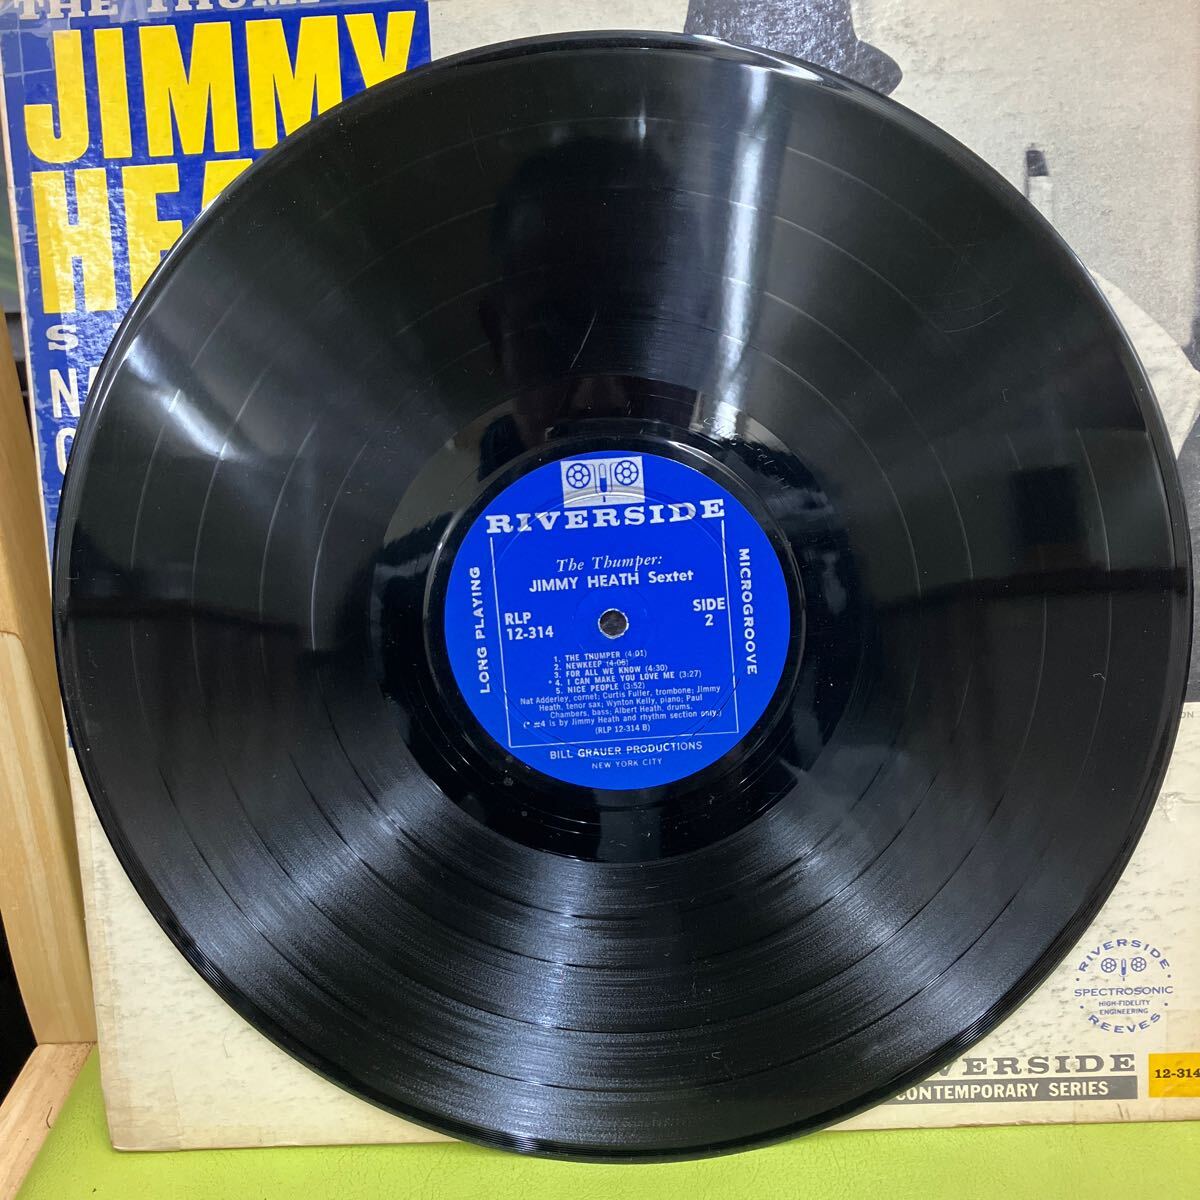 THE THUMP
JIMMY
HEA
S
N
RIVERSIDE
The Thumper:
JIMMY HEATH Sextet
LONG PLAYING
MICROGROOVE
RLP
12-314
SIDE
2
1. THE THUMPER (4:01)
2. NEWKEEP (4:06)
3. FOR ALL WE KNOW (4:30)
* 4. I CAN MAKE YOU LOVE ME (3:27)
5. NICE PEOPLE (3:52)
Nat Adderley, cornet; Curtis Fuller, trombone; Jimmy
Heath, tenor sax; Wynton Kelly, piano; Paul
Chambers, bass; Albert Heath, drums.
(* #4 is by Jimmy Heath and rhythm section only.)
(RLP 12-314 B)
BILL GRAUER PRODUCTIONS
NEW YORK CITY
RIVERSIDE
SPECTROSONIC
HIGH-FIDELITY
ENGINEERING
REEVES
VERSIDE
CONTEMPORARY SERIES
12-314